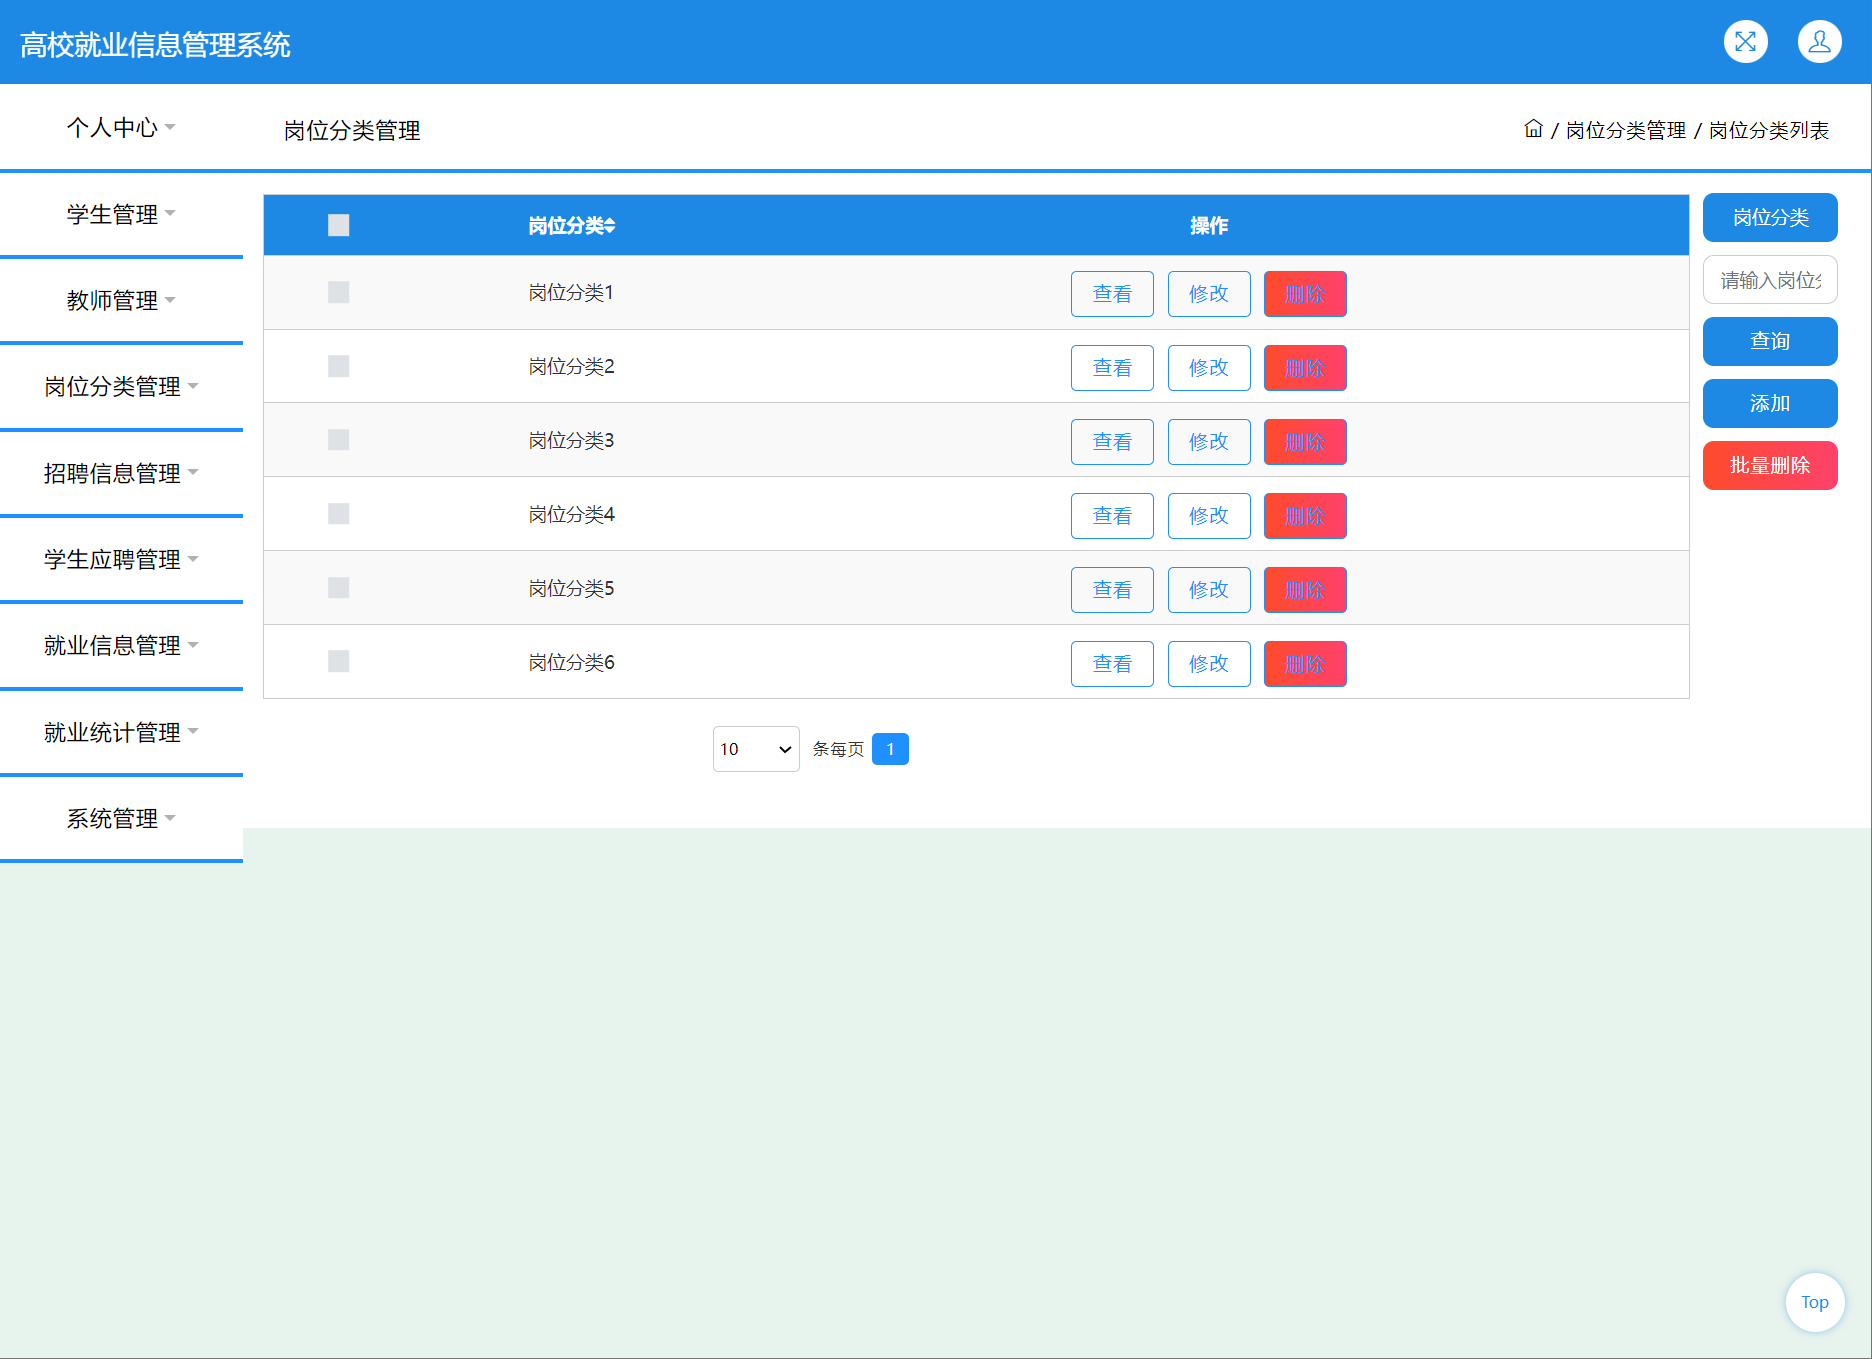 高校就业信息管理系统
个人中心
岗位分类管理
/ 岗位分类管理 / 岗位分类列表
学生管理
教师管理
岗位分类管理
招聘信息管理
学生应聘管理
就业信息管理
就业统计管理
系统管理
岗位分类 操作
岗位分类1 查看 修改 删除
岗位分类2 查看 修改 删除
岗位分类3 查看 修改 删除
岗位分类4 查看 修改 删除
岗位分类5 查看 修改 删除
岗位分类6 查看 修改 删除
10 条每页 1
岗位分类
请输入岗位分
查询
添加
批量删除
Top